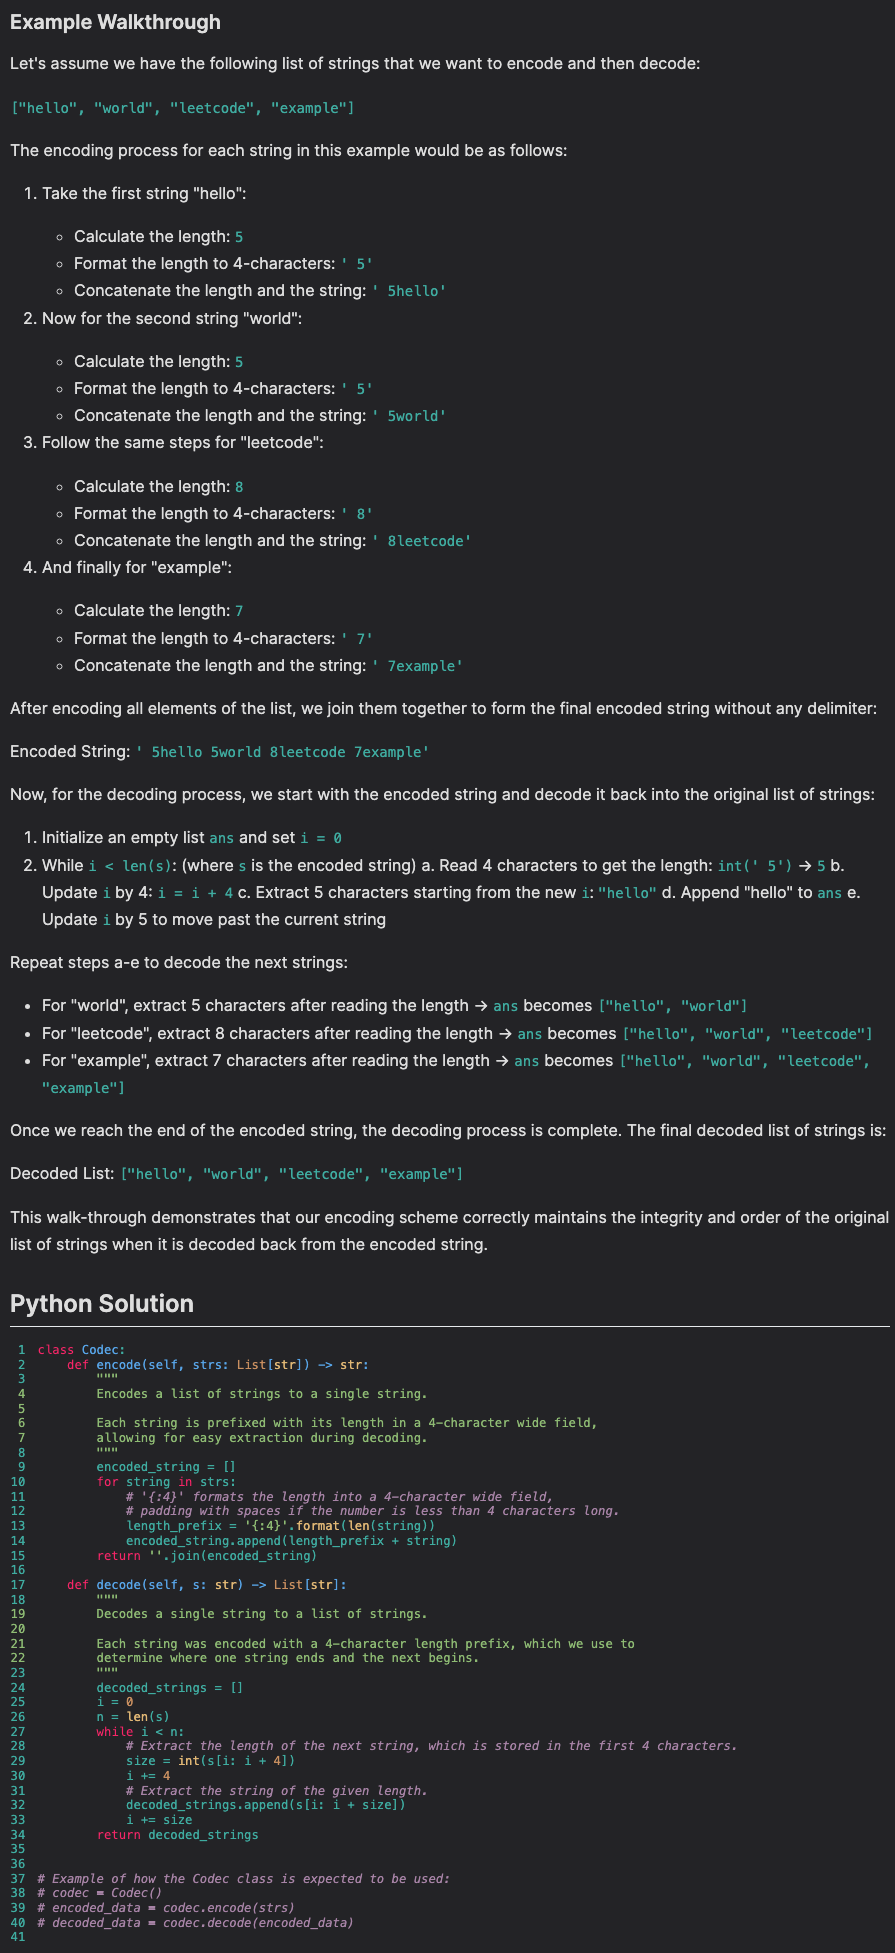 Example Walkthrough
Let's assume we have the following list of strings that we want to encode and then decode:
["hello", "world", "leetcode", "example"]
The encoding process for each string in this example would be as follows:
1. Take the first string "hello":
◦ Calculate the length: 5
◦ Format the length to 4-characters: ' 5'
◦ Concatenate the length and the string: ' 5hello'
2. Now for the second string "world":
◦ Calculate the length: 5
◦ Format the length to 4-characters: ' 5'
◦ Concatenate the length and the string: ' 5world'
3. Follow the same steps for "leetcode":
◦ Calculate the length: 8
◦ Format the length to 4-characters: ' 8'
◦ Concatenate the length and the string: ' 8leetcode'
4. And finally for "example":
◦ Calculate the length: 7
◦ Format the length to 4-characters: ' 7'
◦ Concatenate the length and the string: ' 7example'
After encoding all elements of the list, we join them together to form the final encoded string without any delimiter:
Encoded String: ' 5hello 5world 8leetcode 7example'
Now, for the decoding process, we start with the encoded string and decode it back into the original list of strings:
1. Initialize an empty list ans and set i = 0
2. While i < len(s): (where s is the encoded string) a. Read 4 characters to get the length: int(' 5') → 5 b.
Update i by 4: i = i + 4 c. Extract 5 characters starting from the new i: "hello" d. Append "hello" to ans e.
Update i by 5 to move past the current string
Repeat steps a-e to decode the next strings:
• For "world", extract 5 characters after reading the length → ans becomes ["hello", "world"]
• For "leetcode", extract 8 characters after reading the length → ans becomes ["hello", "world", "leetcode"]
• For "example", extract 7 characters after reading the length → ans becomes ["hello", "world", "leetcode",
"example"]
Once we reach the end of the encoded string, the decoding process is complete. The final decoded list of strings is:
Decoded List: ["hello", "world", "leetcode", "example"]
This walk-through demonstrates that our encoding scheme correctly maintains the integrity and order of the original
list of strings when it is decoded back from the encoded string.
Python Solution
1 class Codec:
2     def encode(self, strs: List[str]) -> str:
3         """
4         Encodes a list of strings to a single string.
5
6         Each string is prefixed with its length in a 4-character wide field,
7         allowing for easy extraction during decoding.
8         """
9         encoded_string = []
10         for string in strs:
11             # '{:4}' formats the length into a 4-character wide field,
12             # padding with spaces if the number is less than 4 characters long.
13             length_prefix = '{:4}'.format(len(string))
14             encoded_string.append(length_prefix + string)
15         return ''.join(encoded_string)
16
17     def decode(self, s: str) -> List[str]:
18         """
19         Decodes a single string to a list of strings.
20
21         Each string was encoded with a 4-character length prefix, which we use to
22         determine where one string ends and the next begins.
23         """
24         decoded_strings = []
25         i = 0
26         n = len(s)
27         while i < n:
28             # Extract the length of the next string, which is stored in the first 4 characters.
29             size = int(s[i: i + 4])
30             i += 4
31             # Extract the string of the given length.
32             decoded_strings.append(s[i: i + size])
33             i += size
34         return decoded_strings
35
36
37 # Example of how the Codec class is expected to be used:
38 # codec = Codec()
39 # encoded_data = codec.encode(strs)
40 # decoded_data = codec.decode(encoded_data)
41